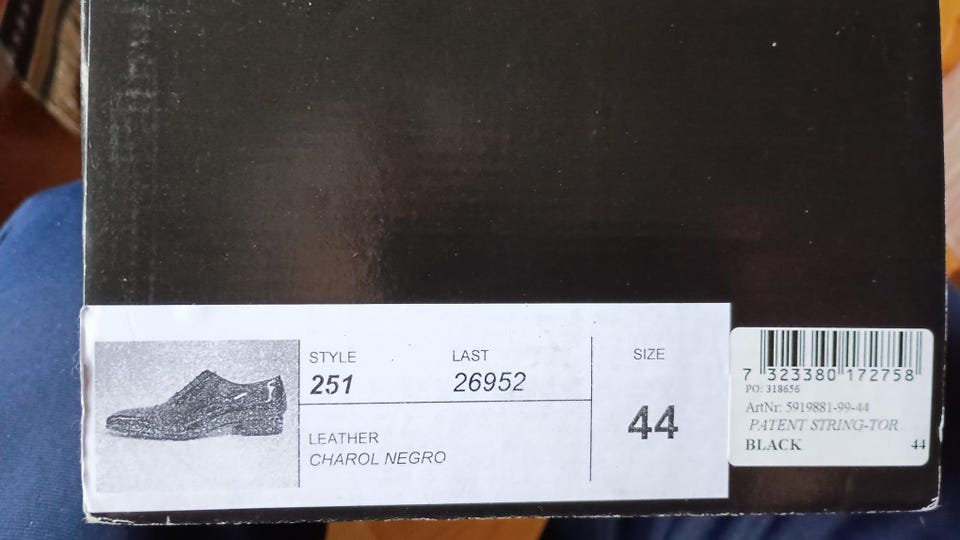 STYLE
251
LAST
26952
LEATHER
CHAROL NEGRO
SIZE
44
7 323380 172758
PO: 318656
ArtNr: 5919881-99-44
PATENT STRING-TOR
BLACK 44